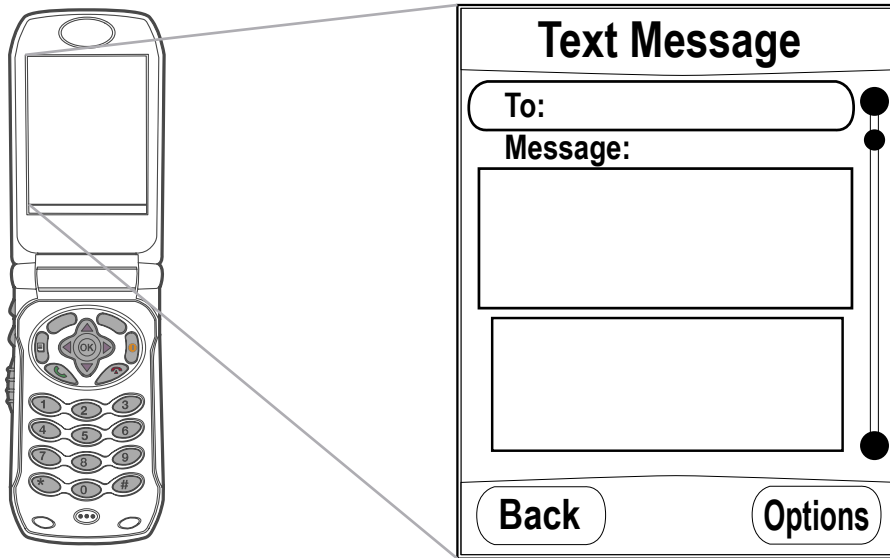 Text Message
To:
Message:
OK
1 2 3
4 5 6
7 8 9
* 0 #
Back Options